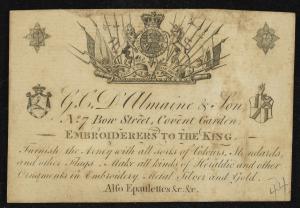 G. C. D'Almaine & Son
No. 7 Bow Street, Covent Garden,
EMBROIDERERS TO THE KING.
Furnish the Army with all sorts of Colours, Standards,
and other Flags. Make all kinds of Heraldic and other
Ornaments in Embroidery, Metal Silver and Gold.
Also Epaulettes &c. &c.